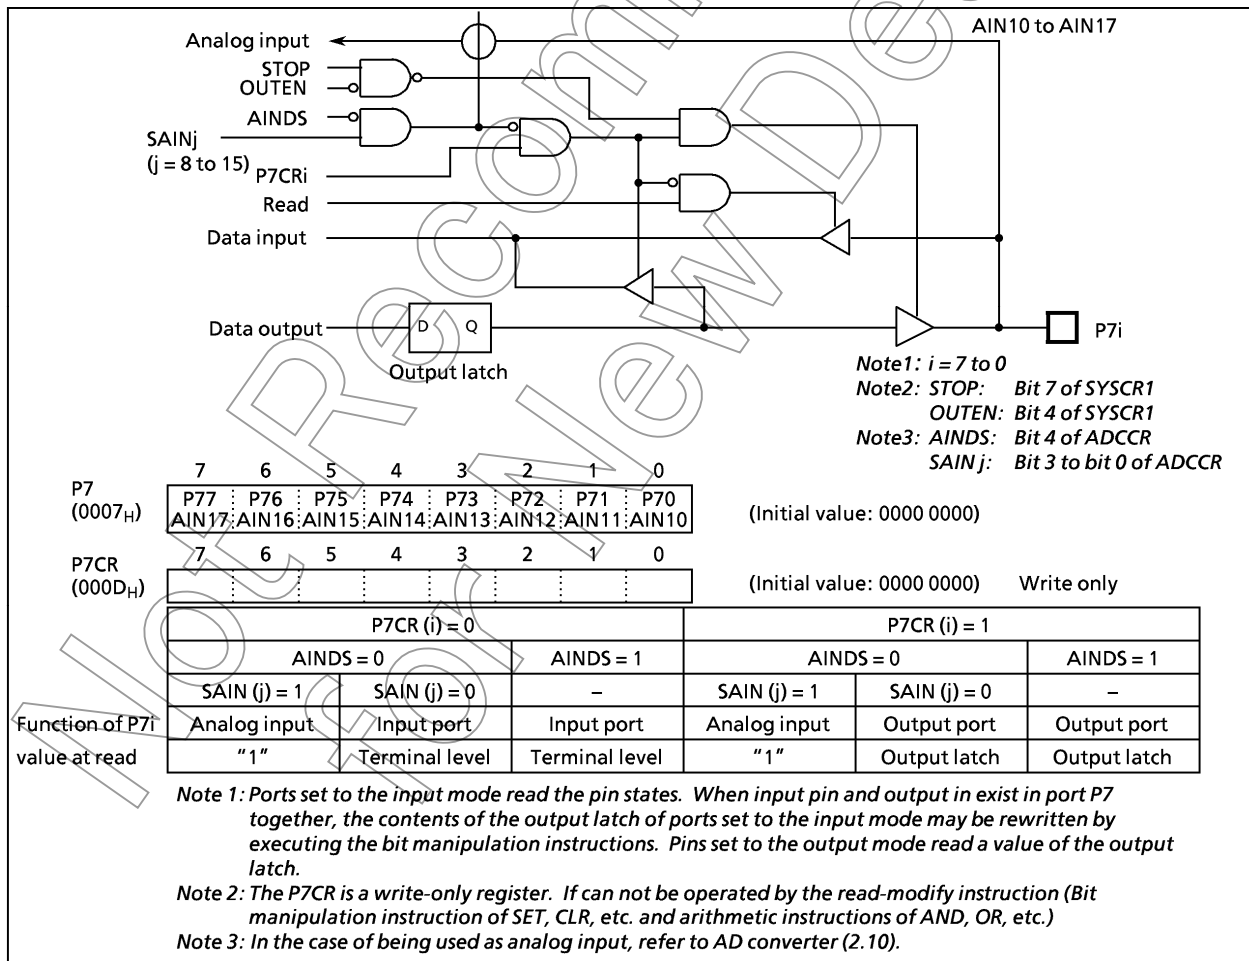 AIN10 to AIN17
Analog input
STOP
OUTEN
AINDS
SAINj
(j = 8 to 15)
P7CRi
Read
Data input
Data output
D Q
Output latch
P7i
Note1: i = 7 to 0
Note2: STOP: Bit 7 of SYSCR1
OUTEN: Bit 4 of SYSCR1
Note3: AINDS: Bit 4 of ADCCR
SAIN j: Bit 3 to bit 0 of ADCCR
7 6 5 4 3 2 1 0
P7
(0007H)
P77 P76 P75 P74 P73 P72 P71 P70
AIN17 AIN16 AIN15 AIN14 AIN13 AIN12 AIN11 AIN10
(Initial value: 0000 0000)
7 6 5 4 3 2 1 0
P7CR
(000DH)
(Initial value: 0000 0000) Write only
P7CR (i) = 0 P7CR (i) = 1
AINDS = 0 AINDS = 1 AINDS = 0 AINDS = 1
SAIN (j) = 1 SAIN (j) = 0 – SAIN (j) = 1 SAIN (j) = 0 –
Function of P7i Analog input Input port Input port Analog input Output port Output port
value at read "1" Terminal level Terminal level "1" Output latch Output latch
Note 1: Ports set to the input mode read the pin states. When input pin and output in exist in port P7
together, the contents of the output latch of ports set to the input mode may be rewritten by
executing the bit manipulation instructions. Pins set to the output mode read a value of the output
latch.
Note 2: The P7CR is a write-only register. If can not be operated by the read-modify instruction (Bit
manipulation instruction of SET, CLR, etc. and arithmetic instructions of AND, OR, etc.)
Note 3: In the case of being used as analog input, refer to AD converter (2.10).
Not Recom
for New De